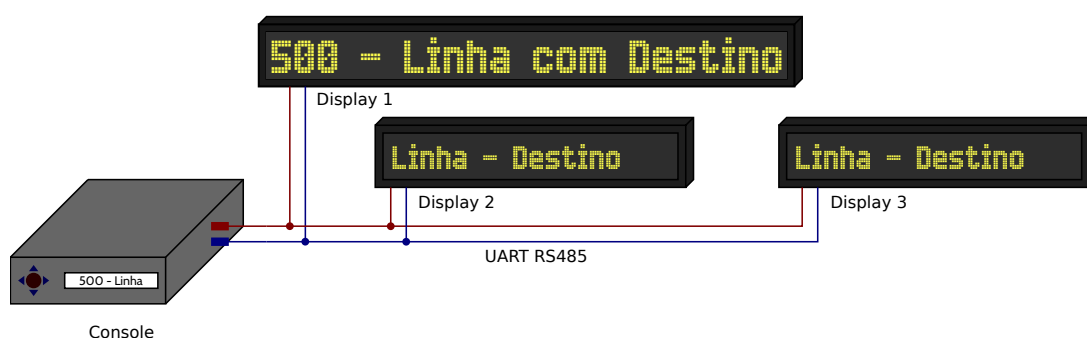 500 - Linha com Destino
Display 1
Linha - Destino
Linha - Destino
Display 2
Display 3
UART RS485
500 - Linha
Console